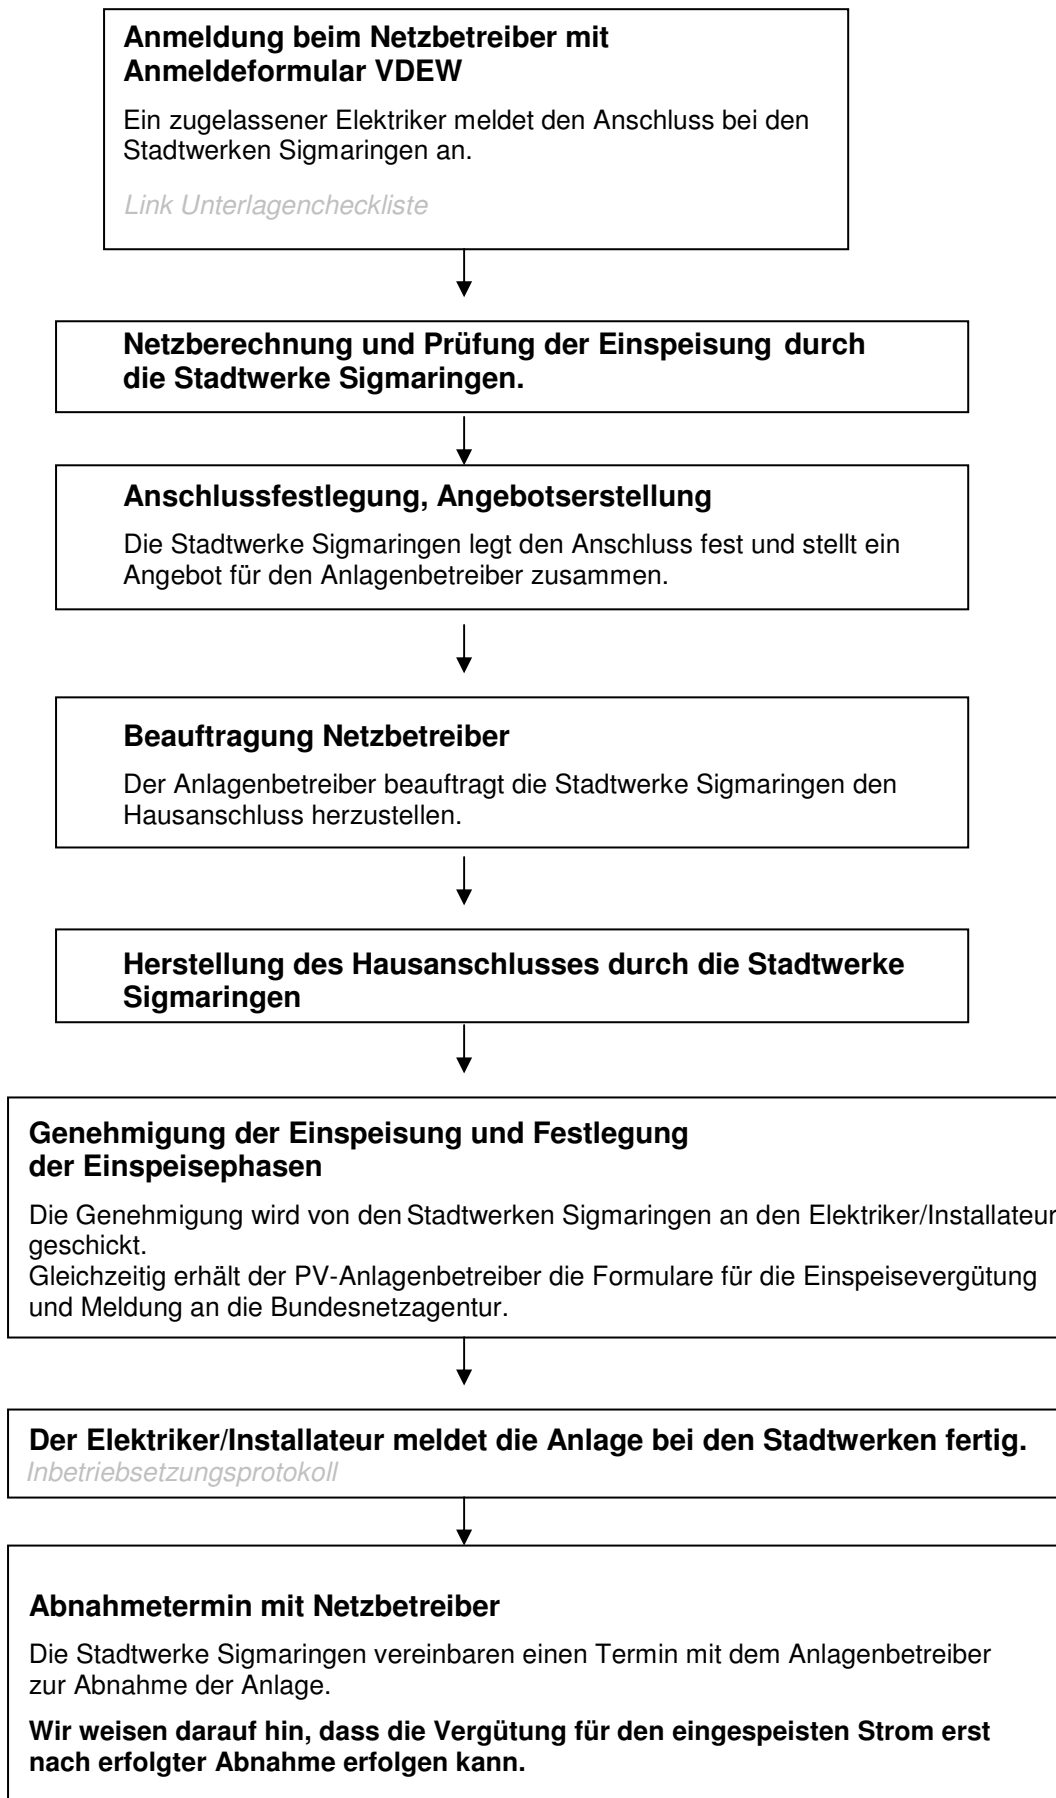 Anmeldung beim Netzbetreiber mit
Anmeldeformular VDEW
Ein zugelassener Elektriker meldet den Anschluss bei den
Stadtwerken Sigmaringen an.
Link Unterlagencheckliste
Netzberechnung und Prüfung der Einspeisung durch
die Stadtwerke Sigmaringen.
Anschlussfestlegung, Angebotserstellung
Die Stadtwerke Sigmaringen legt den Anschluss fest und stellt ein
Angebot für den Anlagenbetreiber zusammen.
Beauftragung Netzbetreiber
Der Anlagenbetreiber beauftragt die Stadtwerke Sigmaringen den
Hausanschluss herzustellen.
Herstellung des Hausanschlusses durch die Stadtwerke
Sigmaringen
Genehmigung der Einspeisung und Festlegung
der Einspeisephasen
Die Genehmigung wird von den Stadtwerken Sigmaringen an den Elektriker/Installateur
geschickt.
Gleichzeitig erhält der PV-Anlagenbetreiber die Formulare für die Einspeisevergütung
und Meldung an die Bundesnetzagentur.
Der Elektriker/Installateur meldet die Anlage bei den Stadtwerken fertig.
Inbetriebsetzungsprotokoll
Abnahmetermin mit Netzbetreiber
Die Stadtwerke Sigmaringen vereinbaren einen Termin mit dem Anlagenbetreiber
zur Abnahme der Anlage.
Wir weisen darauf hin, dass die Vergütung für den eingespeisten Strom erst
nach erfolgter Abnahme erfolgen kann.